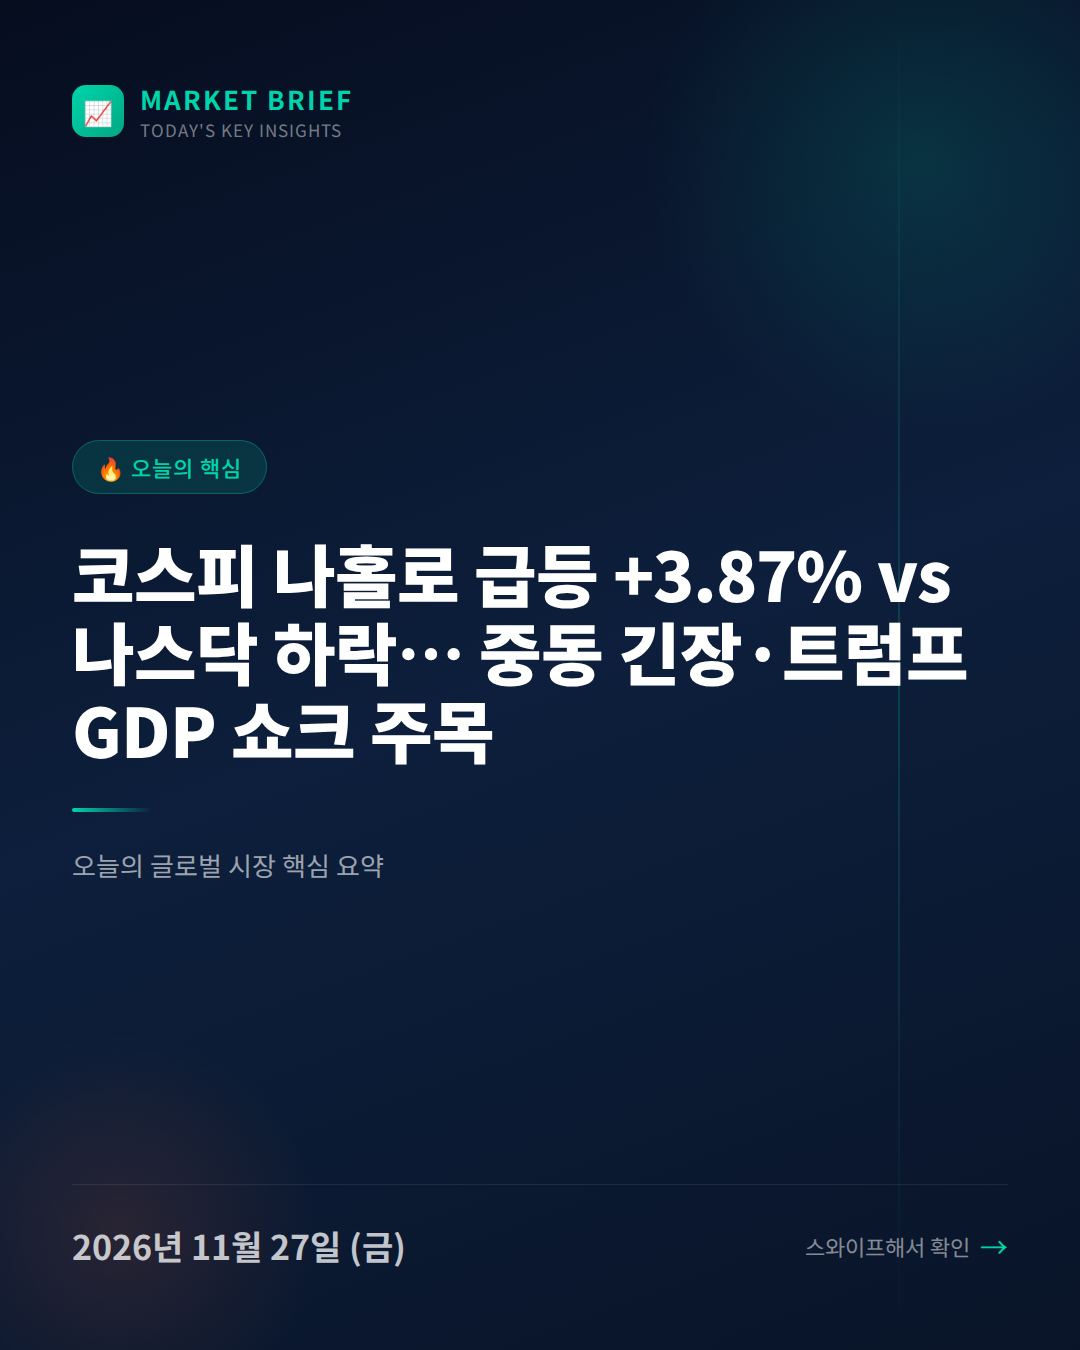 MARKET BRIEF
TODAY'S KEY INSIGHTS
🔥 오늘의 핵심
코스피 나홀로 급등 +3.87% vs
나스닥 하락… 중동 긴장·트럼프
GDP 쇼크 주목
오늘의 글로벌 시장 핵심 요약
2026년 11월 27일 (금)
스와이프해서 확인 →